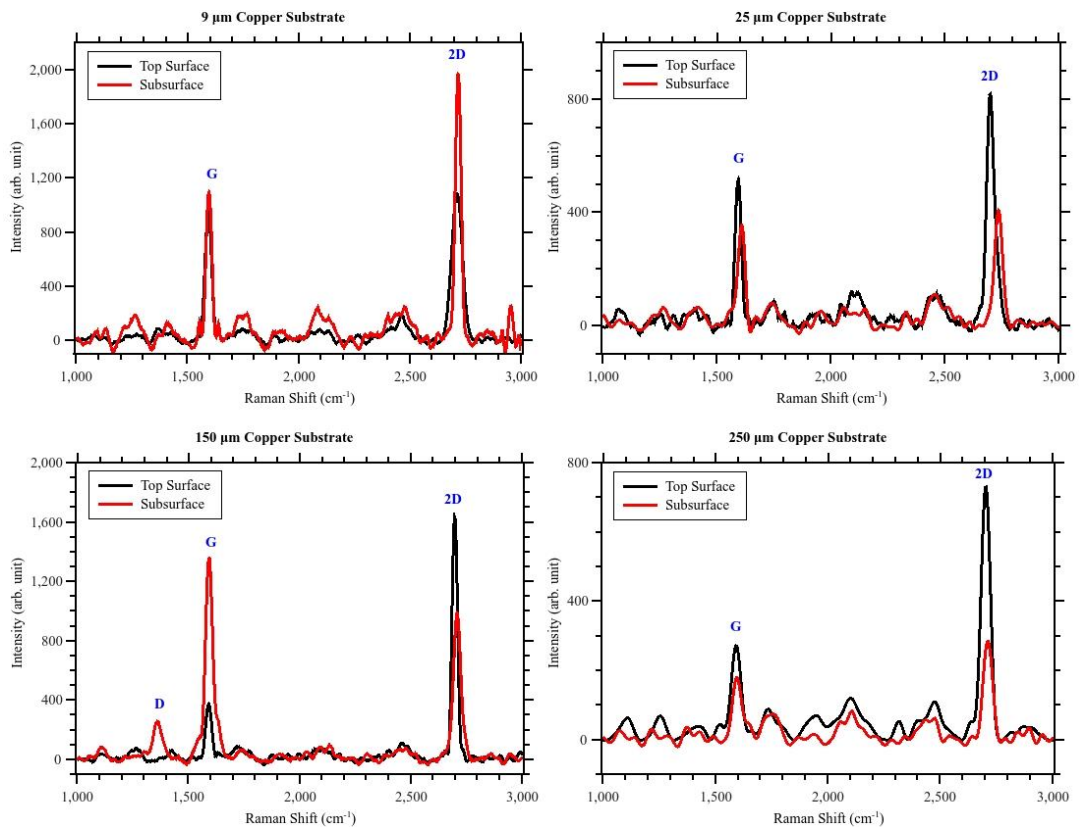 9 µm Copper Substrate
Top Surface
Subsurface
G
2D
2,000
1,600
1,200
800
400
0
Intensity (arb. unit)
1,000
1,500
2,000
2,500
3,000
Raman Shift (cm⁻¹)
25 µm Copper Substrate
Top Surface
Subsurface
G
2D
800
400
0
Intensity (arb. unit)
1,000
1,500
2,000
2,500
3,000
Raman Shift (cm⁻¹)
150 µm Copper Substrate
Top Surface
Subsurface
D
G
2D
2,000
1,600
1,200
800
400
0
Intensity (arb. unit)
1,000
1,500
2,000
2,500
3,000
Raman Shift (cm⁻¹)
250 µm Copper Substrate
Top Surface
Subsurface
G
2D
800
400
0
Intensity (arb. unit)
1,000
1,500
2,000
2,500
3,000
Raman Shift (cm⁻¹)